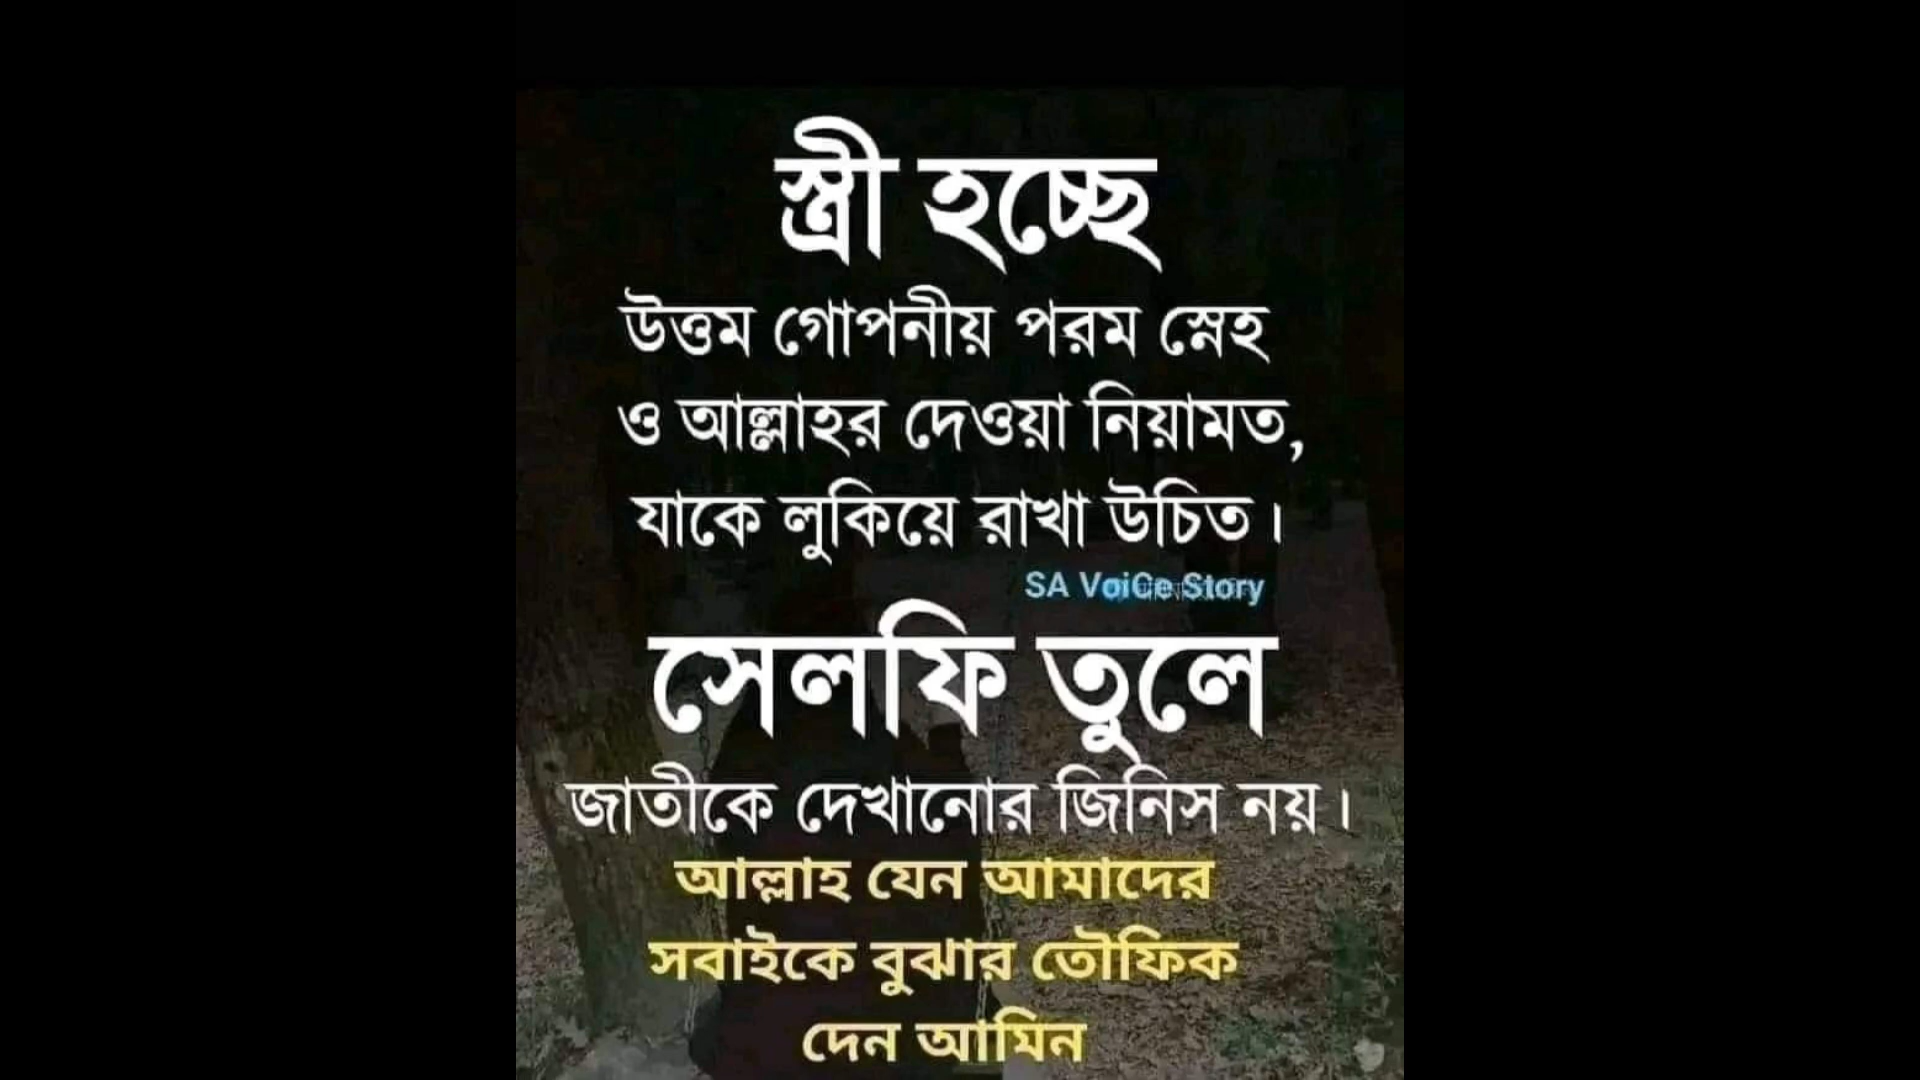 স্ত্রী হচ্ছে
উত্তম গোপনীয় পরম স্নেহ
ও আল্লাহর দেওয়া নিয়ামত,
যাকে লুকিয়ে রাখা উচিত।
SA VoiCe Story
সেলফি তুলে
জাতীকে দেখানোর জিনিস নয়।
আল্লাহ যেন আমাদের
সবাইকে বুঝার তৌফিক
দেন আমিন